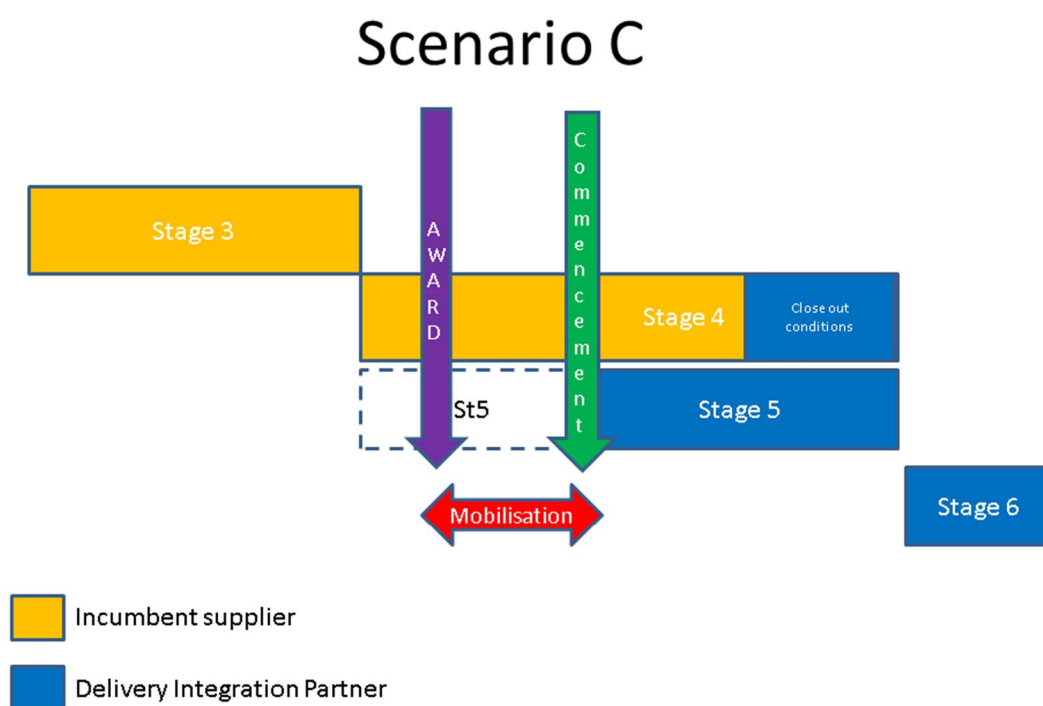 Scenario C
AWARD
Commencement
Stage 3
Stage 4
Close out
conditions
St5
Stage 5
Mobilisation
Stage 6
Incumbent supplier
Delivery Integration Partner